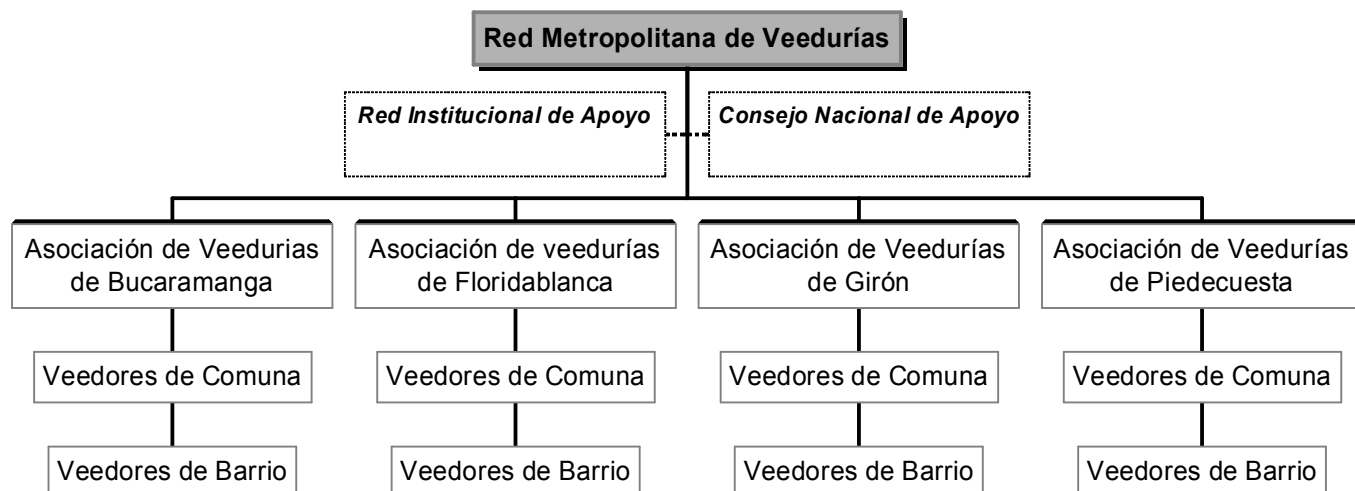 Red Metropolitana de Veedurías
Red Institucional de Apoyo
Consejo Nacional de Apoyo
Asociación de Veedurias
de Bucaramanga
Asociación de veedurías
de Floridablanca
Asociación de Veedurías
de Girón
Asociación de Veedurías
de Piedecuesta
Veedores de Comuna
Veedores de Comuna
Veedores de Comuna
Veedores de Comuna
Veedores de Barrio
Veedores de Barrio
Veedores de Barrio
Veedores de Barrio